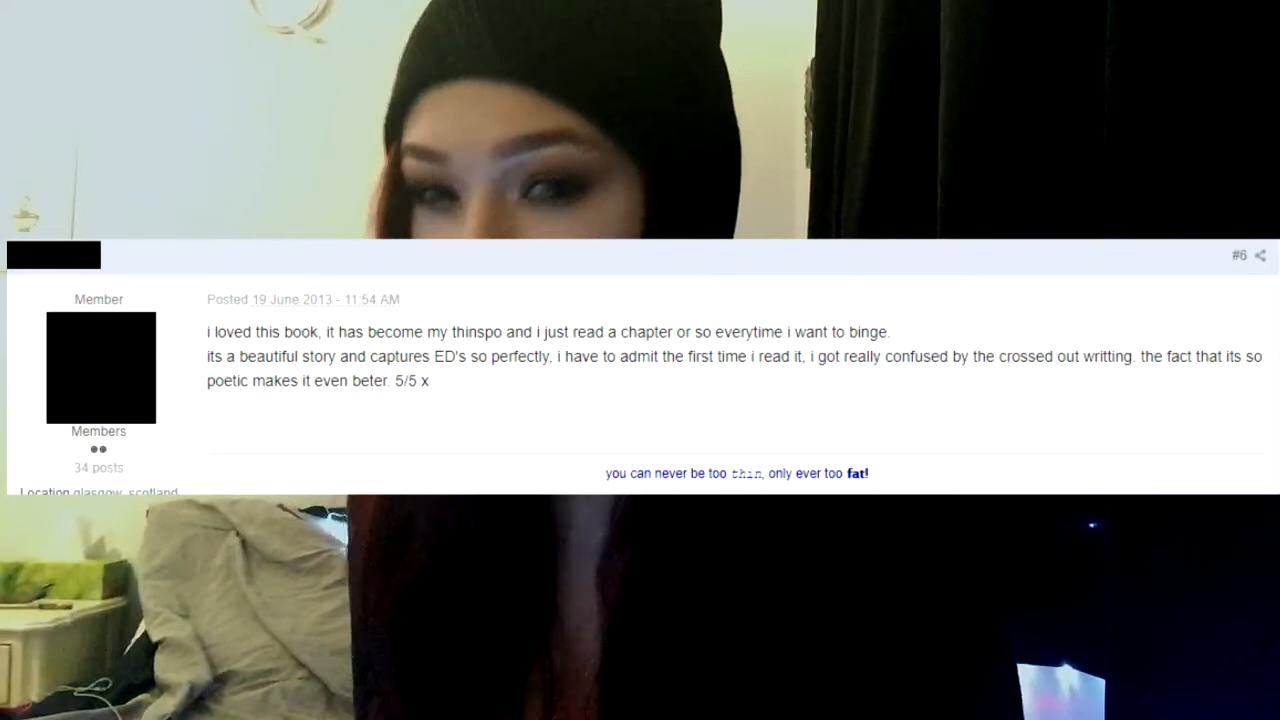 #6
Member
Posted 19 June 2013 - 11:54 AM
i loved this book, it has become my thinspo and i just read a chapter or so everytime i want to binge.
its a beautiful story and captures ED's so perfectly, i have to admit the first time i read it, i got really confused by the crossed out writting. the fact that its so
poetic makes it even beter. 5/5 x
Members
34 posts
Location glasgow, scotland
you can never be too thin, only ever too fat!